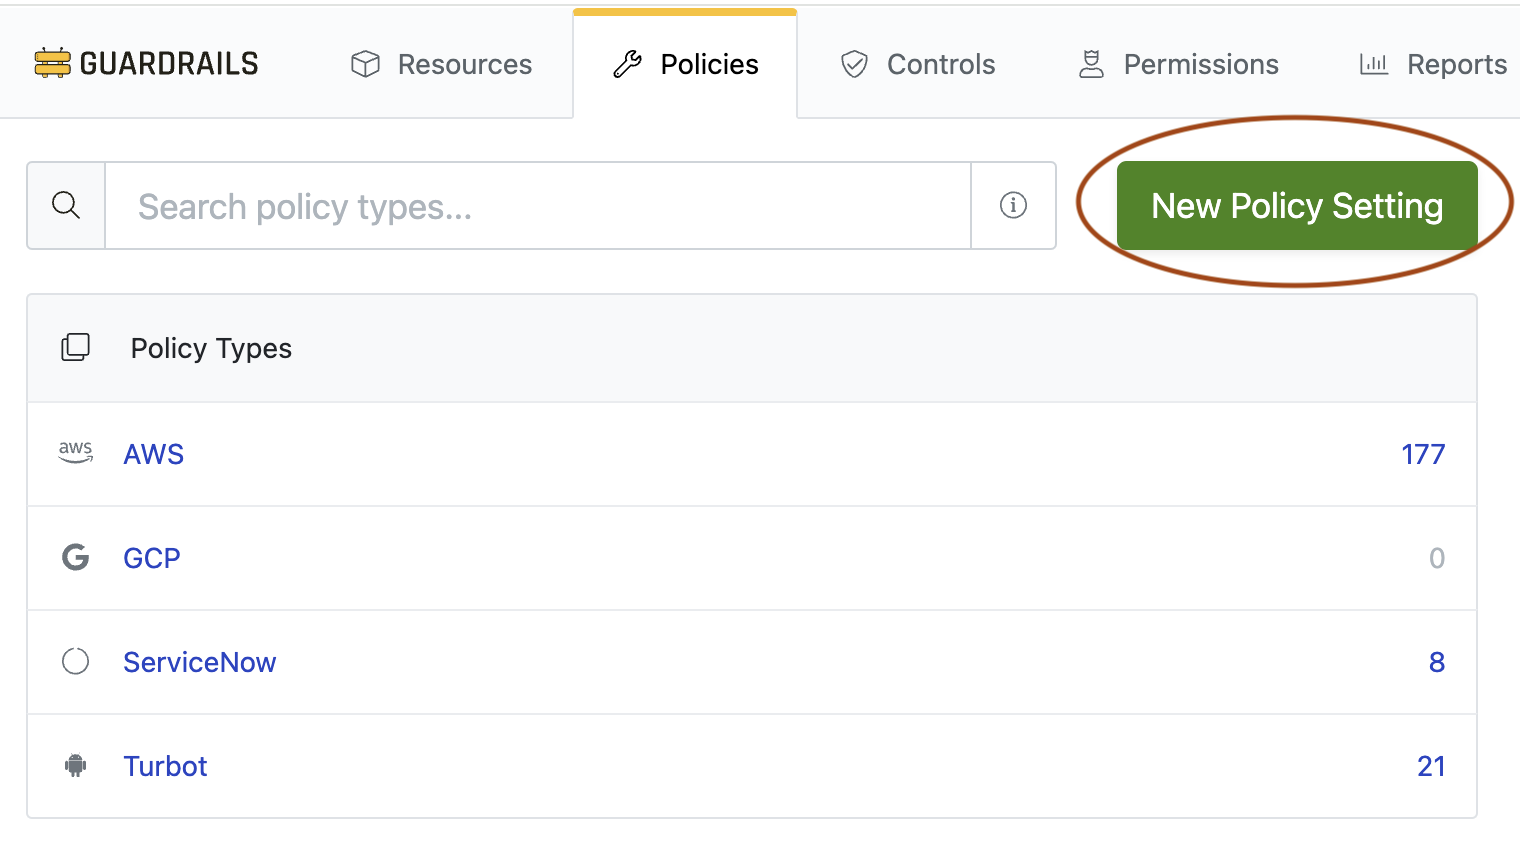 GUARDRAILS Resources Policies Controls Permissions Reports
Search policy types... New Policy Setting
Policy Types
aws AWS 177
GCP 0
ServiceNow 8
Turbot 21